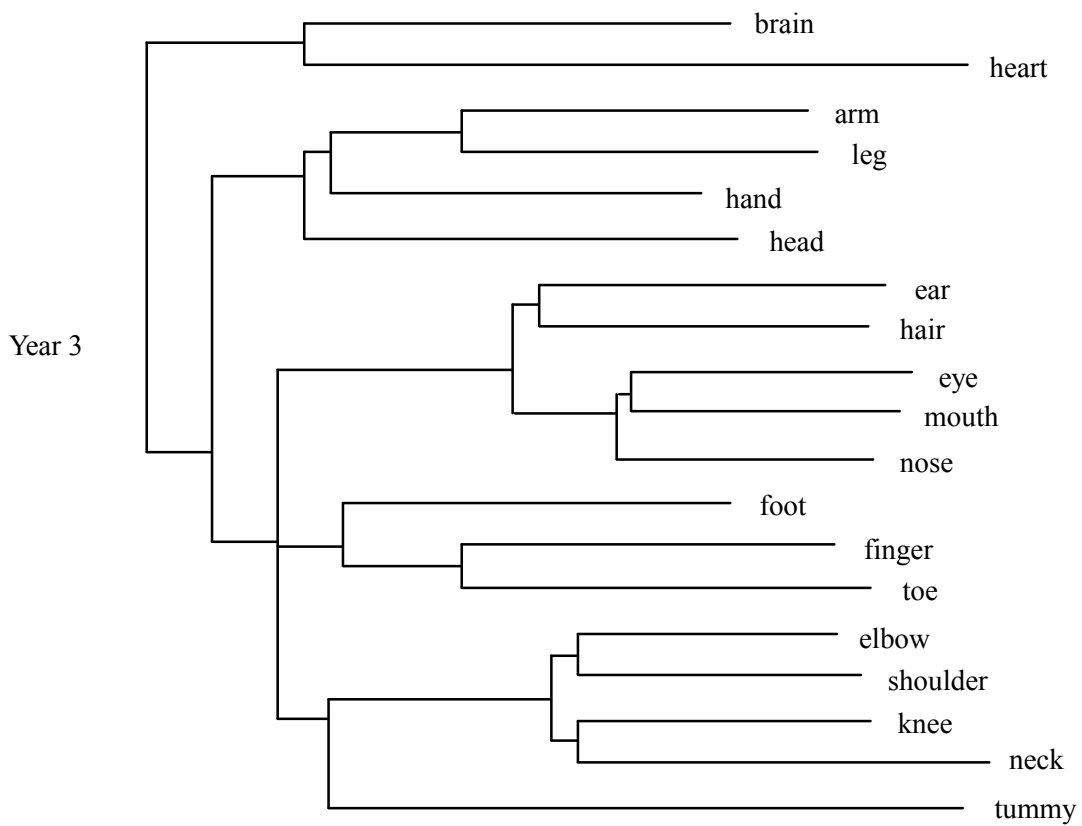 brain
heart
arm
leg
hand
head
ear
hair
Year 3
eye
mouth
nose
foot
finger
toe
elbow
shoulder
knee
neck
tummy